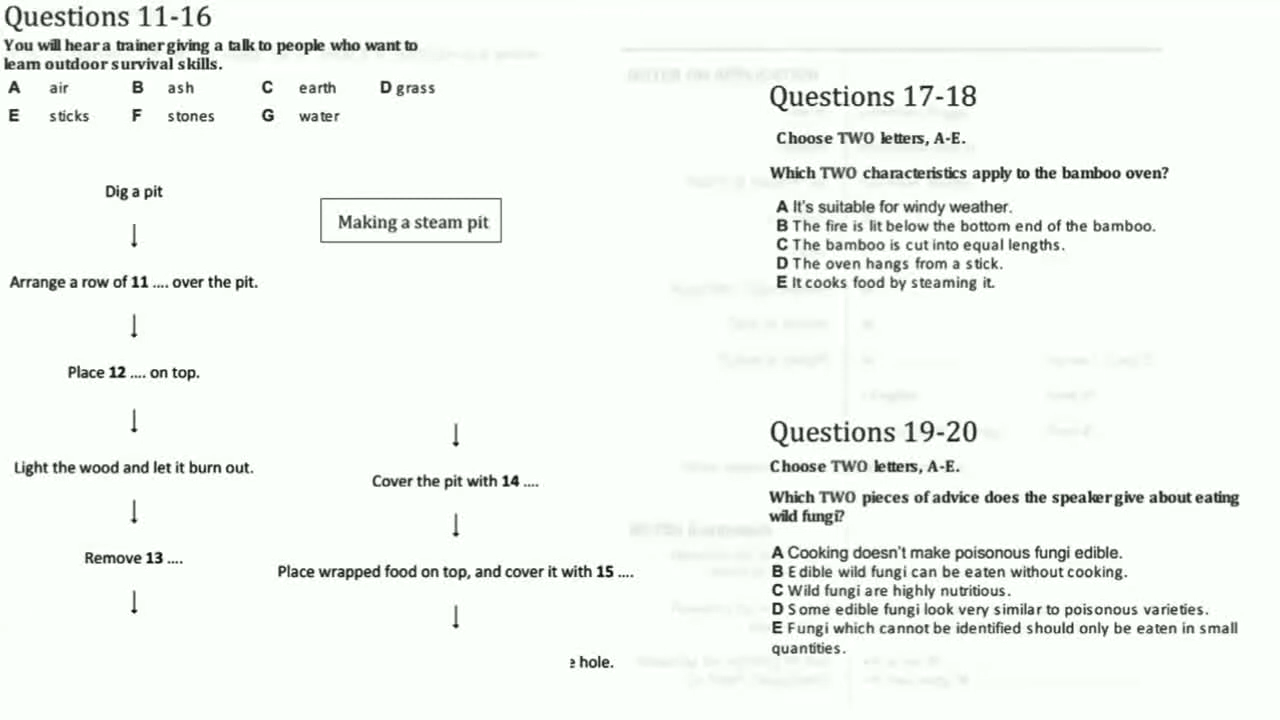 Questions 11-16
You will hear a trainer giving a talk to people who want to
learn outdoor survival skills.
A air B ash C earth D grass
E sticks F stones G water
Making a steam pit
Dig a pit
↓
Arrange a row of 11 .... over the pit.
↓
Place 12 .... on top.
↓
Light the wood and let it burn out.
↓
Remove 13 ....
↓
↓
Cover the pit with 14 ....
↓
Place wrapped food on top, and cover it with 15 ....
↓
hole.
Questions 17-18
Choose TWO letters, A-E.
Which TWO characteristics apply to the bamboo oven?
A It's suitable for windy weather.
B The fire is lit below the bottom end of the bamboo.
C The bamboo is cut into equal lengths.
D The oven hangs from a stick.
E It cooks food by steaming it.
Questions 19-20
Choose TWO letters, A-E.
Which TWO pieces of advice does the speaker give about eating
wild fungi?
A Cooking doesn't make poisonous fungi edible.
B Edible wild fungi can be eaten without cooking.
C Wild fungi are highly nutritious.
D Some edible fungi look very similar to poisonous varieties.
E Fungi which cannot be identified should only be eaten in small
quantities.